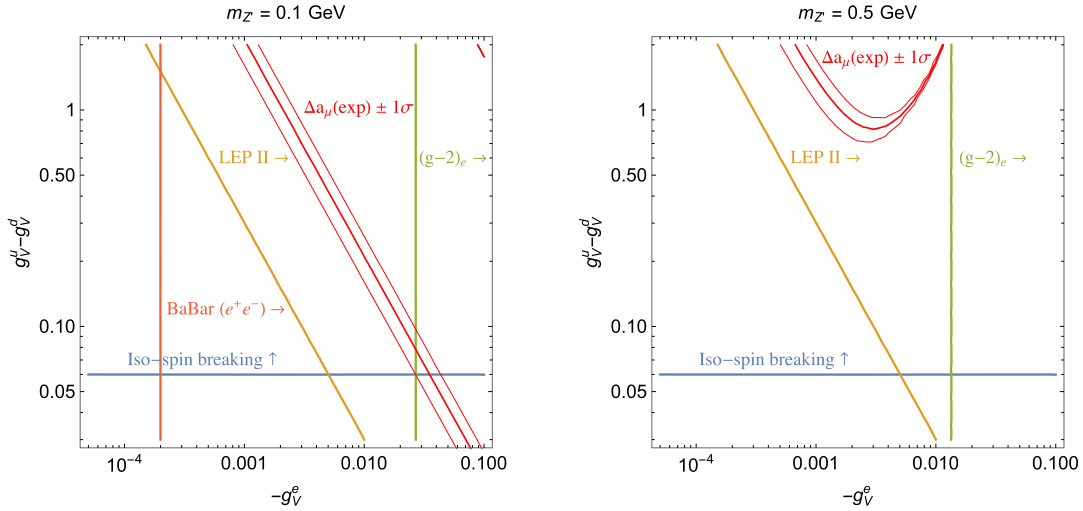 m_Z' = 0.1 GeV
Δa_μ(exp) ± 1σ
LEP II →
(g−2)_e →
BaBar (e⁺e⁻) →
Iso−spin breaking ↑
1
0.50
0.10
0.05
g_V^u−g_V^d
10⁻⁴
0.001
0.010
0.100
−g_V^e
m_Z' = 0.5 GeV
Δa_μ(exp) ± 1σ
LEP II →
(g−2)_e →
Iso−spin breaking ↑
1
0.50
0.10
0.05
g_V^u−g_V^d
10⁻⁴
0.001
0.010
0.100
−g_V^e